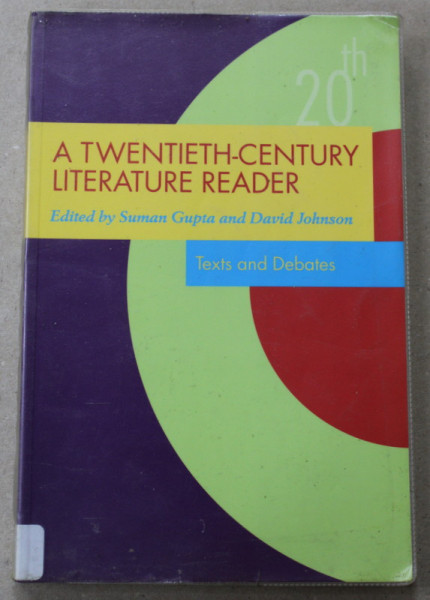 20th
A TWENTIETH-CENTURY
LITERATURE READER
Edited by Suman Gupta and David Johnson
Texts and Debates